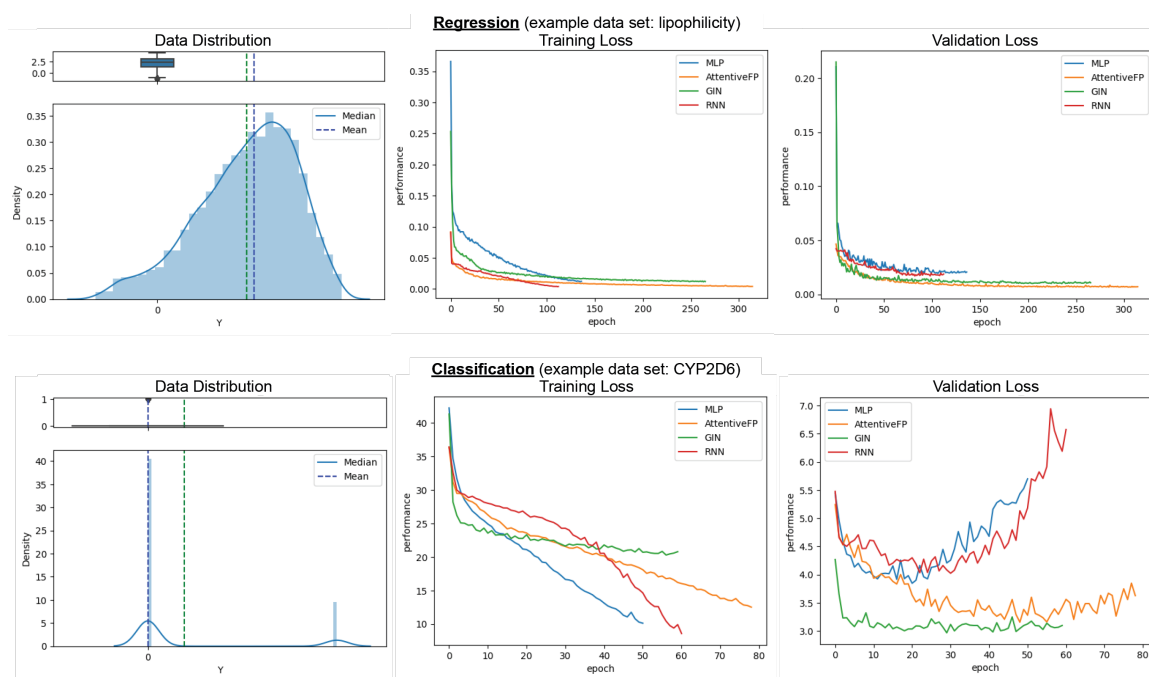 Regression (example data set: lipophilicity)
Data Distribution
2.5
0.0
Median
Mean
0.35
0.30
0.25
0.20
0.15
0.10
0.05
0.00
Density
0
Y
Training Loss
MLP
AttentiveFP
GIN
RNN
0.35
0.30
0.25
0.20
0.15
0.10
0.05
0.00
performance
0 50 100 150 200 250 300
epoch
Validation Loss
MLP
AttentiveFP
GIN
RNN
0.20
0.15
0.10
0.05
0.00
performance
0 50 100 150 200 250 300
epoch
Classification (example data set: CYP2D6)
Data Distribution
1
0
Median
Mean
40
35
30
25
20
15
10
5
0
Density
0
Y
Training Loss
MLP
AttentiveFP
GIN
RNN
40
35
30
25
20
15
10
performance
0 10 20 30 40 50 60 70 80
epoch
Validation Loss
MLP
AttentiveFP
GIN
RNN
7.0
6.5
6.0
5.5
5.0
4.5
4.0
3.5
3.0
performance
0 10 20 30 40 50 60 70 80
epoch